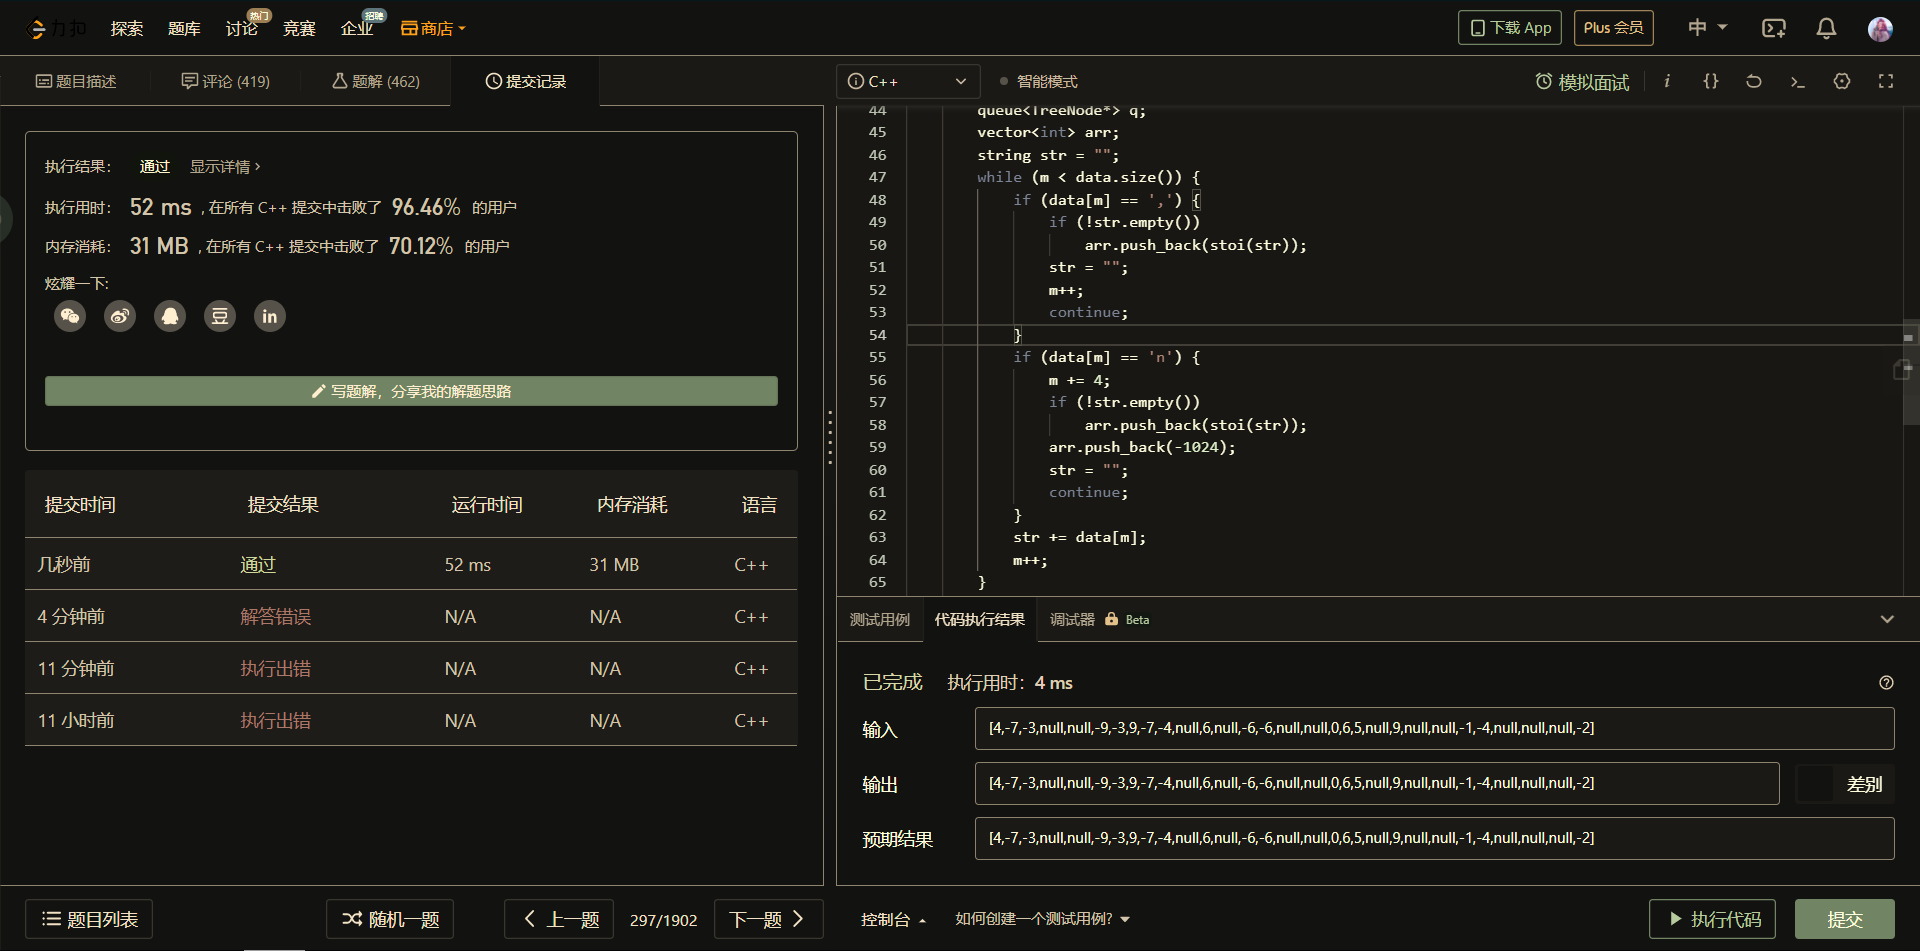 力扣 探索 题库 讨论 热门 竞赛 企业 招聘 商店 下载 App Plus 会员 中
题目描述 评论 (419) 题解 (462) 提交记录
执行结果： 通过 显示详情 ›
执行用时： 52 ms , 在所有 C++ 提交中击败了 96.46% 的用户
内存消耗： 31 MB , 在所有 C++ 提交中击败了 70.12% 的用户
炫耀一下:
豆 in
写题解，分享我的解题思路
提交时间 提交结果 运行时间 内存消耗 语言
几秒前 通过 52 ms 31 MB C++
4 分钟前 解答错误 N/A N/A C++
11 分钟前 执行出错 N/A N/A C++
11 小时前 执行出错 N/A N/A C++
C++ 智能模式 模拟面试 i {}
44 queue<TreeNode*> q;
45 vector<int> arr;
46 string str = "";
47 while (m < data.size()) {
48 if (data[m] == ',') {
49 if (!str.empty())
50 arr.push_back(stoi(str));
51 str = "";
52 m++;
53 continue;
54 }
55 if (data[m] == 'n') {
56 m += 4;
57 if (!str.empty())
58 arr.push_back(stoi(str));
59 arr.push_back(-1024);
60 str = "";
61 continue;
62 }
63 str += data[m];
64 m++;
65 }
测试用例 代码执行结果 调试器 Beta
已完成 执行用时：4 ms
输入 [4,-7,-3,null,null,-9,-3,9,-7,-4,null,6,null,-6,-6,null,null,0,6,5,null,9,null,null,-1,-4,null,null,null,-2]
输出 [4,-7,-3,null,null,-9,-3,9,-7,-4,null,6,null,-6,-6,null,null,0,6,5,null,9,null,null,-1,-4,null,null,null,-2] 差别
预期结果 [4,-7,-3,null,null,-9,-3,9,-7,-4,null,6,null,-6,-6,null,null,0,6,5,null,9,null,null,-1,-4,null,null,null,-2]
题目列表 随机一题 上一题 297/1902 下一题 控制台 如何创建一个测试用例? 执行代码 提交